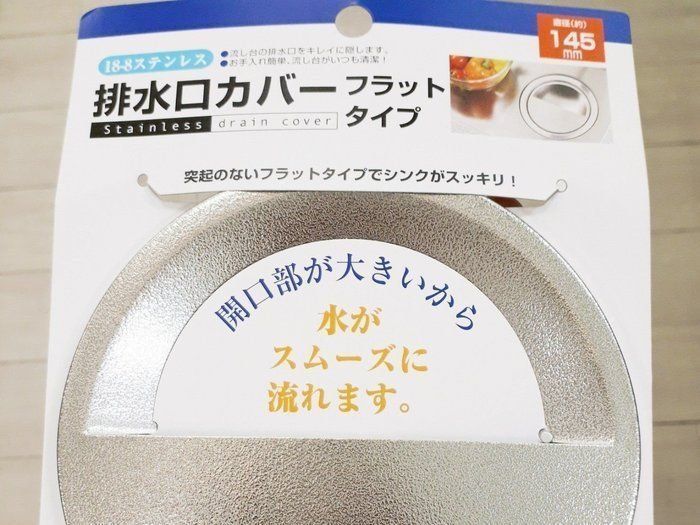 18-8ステンレス
●流し台の排水口をキレイに隠します。
●お手入れ簡単、流し台がいつも清潔！
直径(約)
145
mm
排水口カバー フラット
タイプ
Stainless drain cover
突起のないフラットタイプでシンクがスッキリ！
開口部が大きいから
水が
スムーズに
流れます。